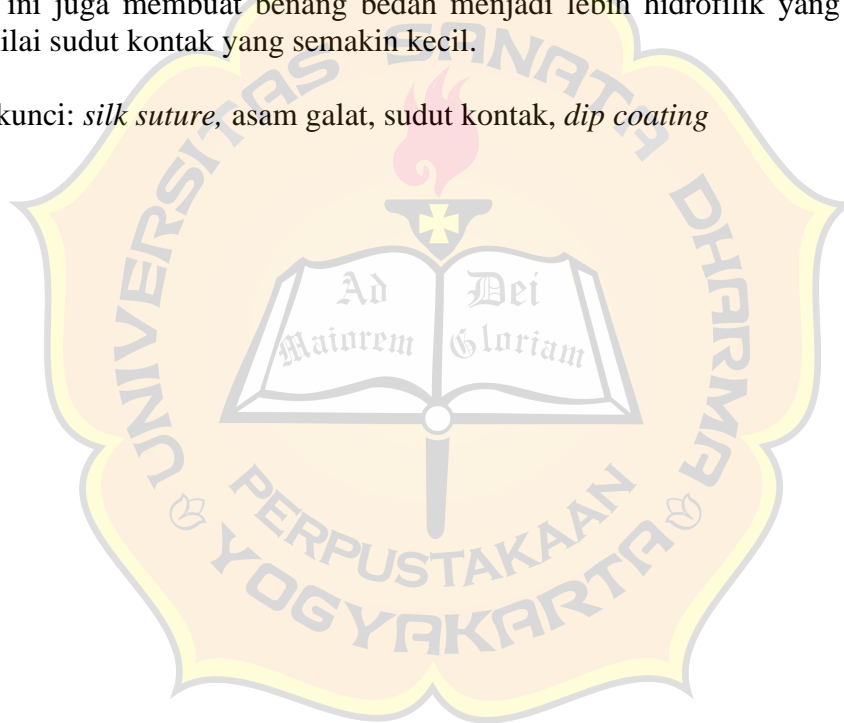 ini juga membuat benang bedah menjadi lebih hidrofilik yang
ilai sudut kontak yang semakin kecil.
kunci: silk suture, asam galat, sudut kontak, dip coating
UNIVERSITAS SANATA DHARMA
Ad Dei
Maiorem Gloriam
PERPUSTAKAAN
YOGYAKARTA